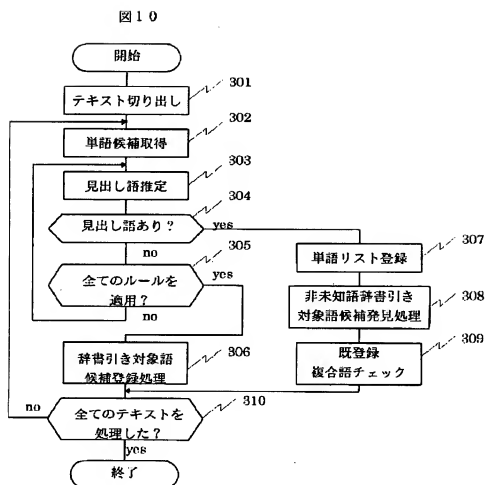 図10
開始
テキスト切り出し
301
単語候補取得
302
見出し語推定
303
見出し語あり？
304
yes
no
全てのルールを
適用？
305
yes
no
単語リスト登録
307
非未知語辞書引き
対象語候補発見処理
308
既登録
複合語チェック
309
辞書引き対象語
候補登録処理
306
全てのテキストを
処理した？
310
no
yes
終了